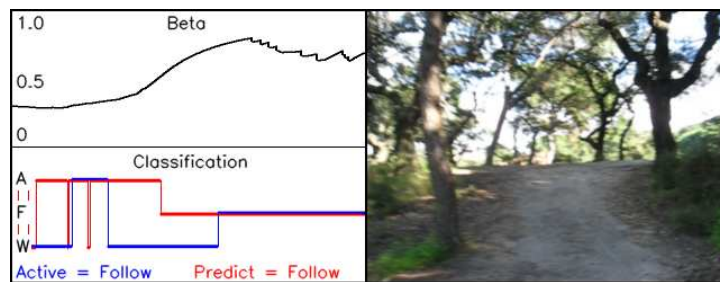 1.0
Beta
0.5
0
Classification
A
F
W
Active = Follow
Predict = Follow